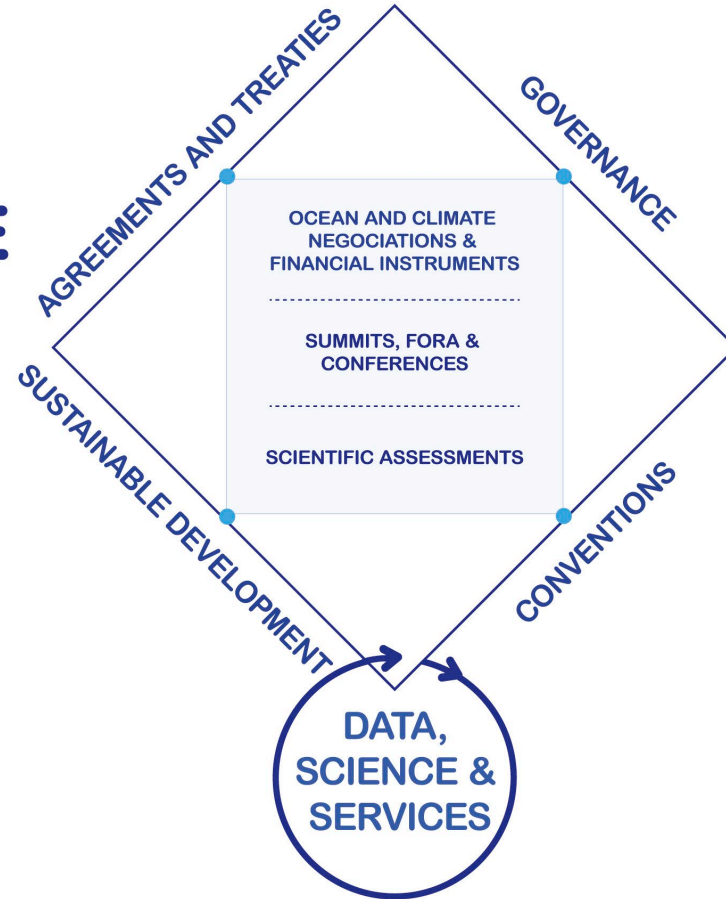 AGREEMENTS AND TREATIES
GOVERNANCE
OCEAN AND CLIMATE
NEGOCIATIONS &
FINANCIAL INSTRUMENTS
SUMMITS, FORA &
CONFERENCES
SCIENTIFIC ASSESSMENTS
SUSTAINABLE DEVELOPMENT
CONVENTIONS
DATA,
SCIENCE &
SERVICES